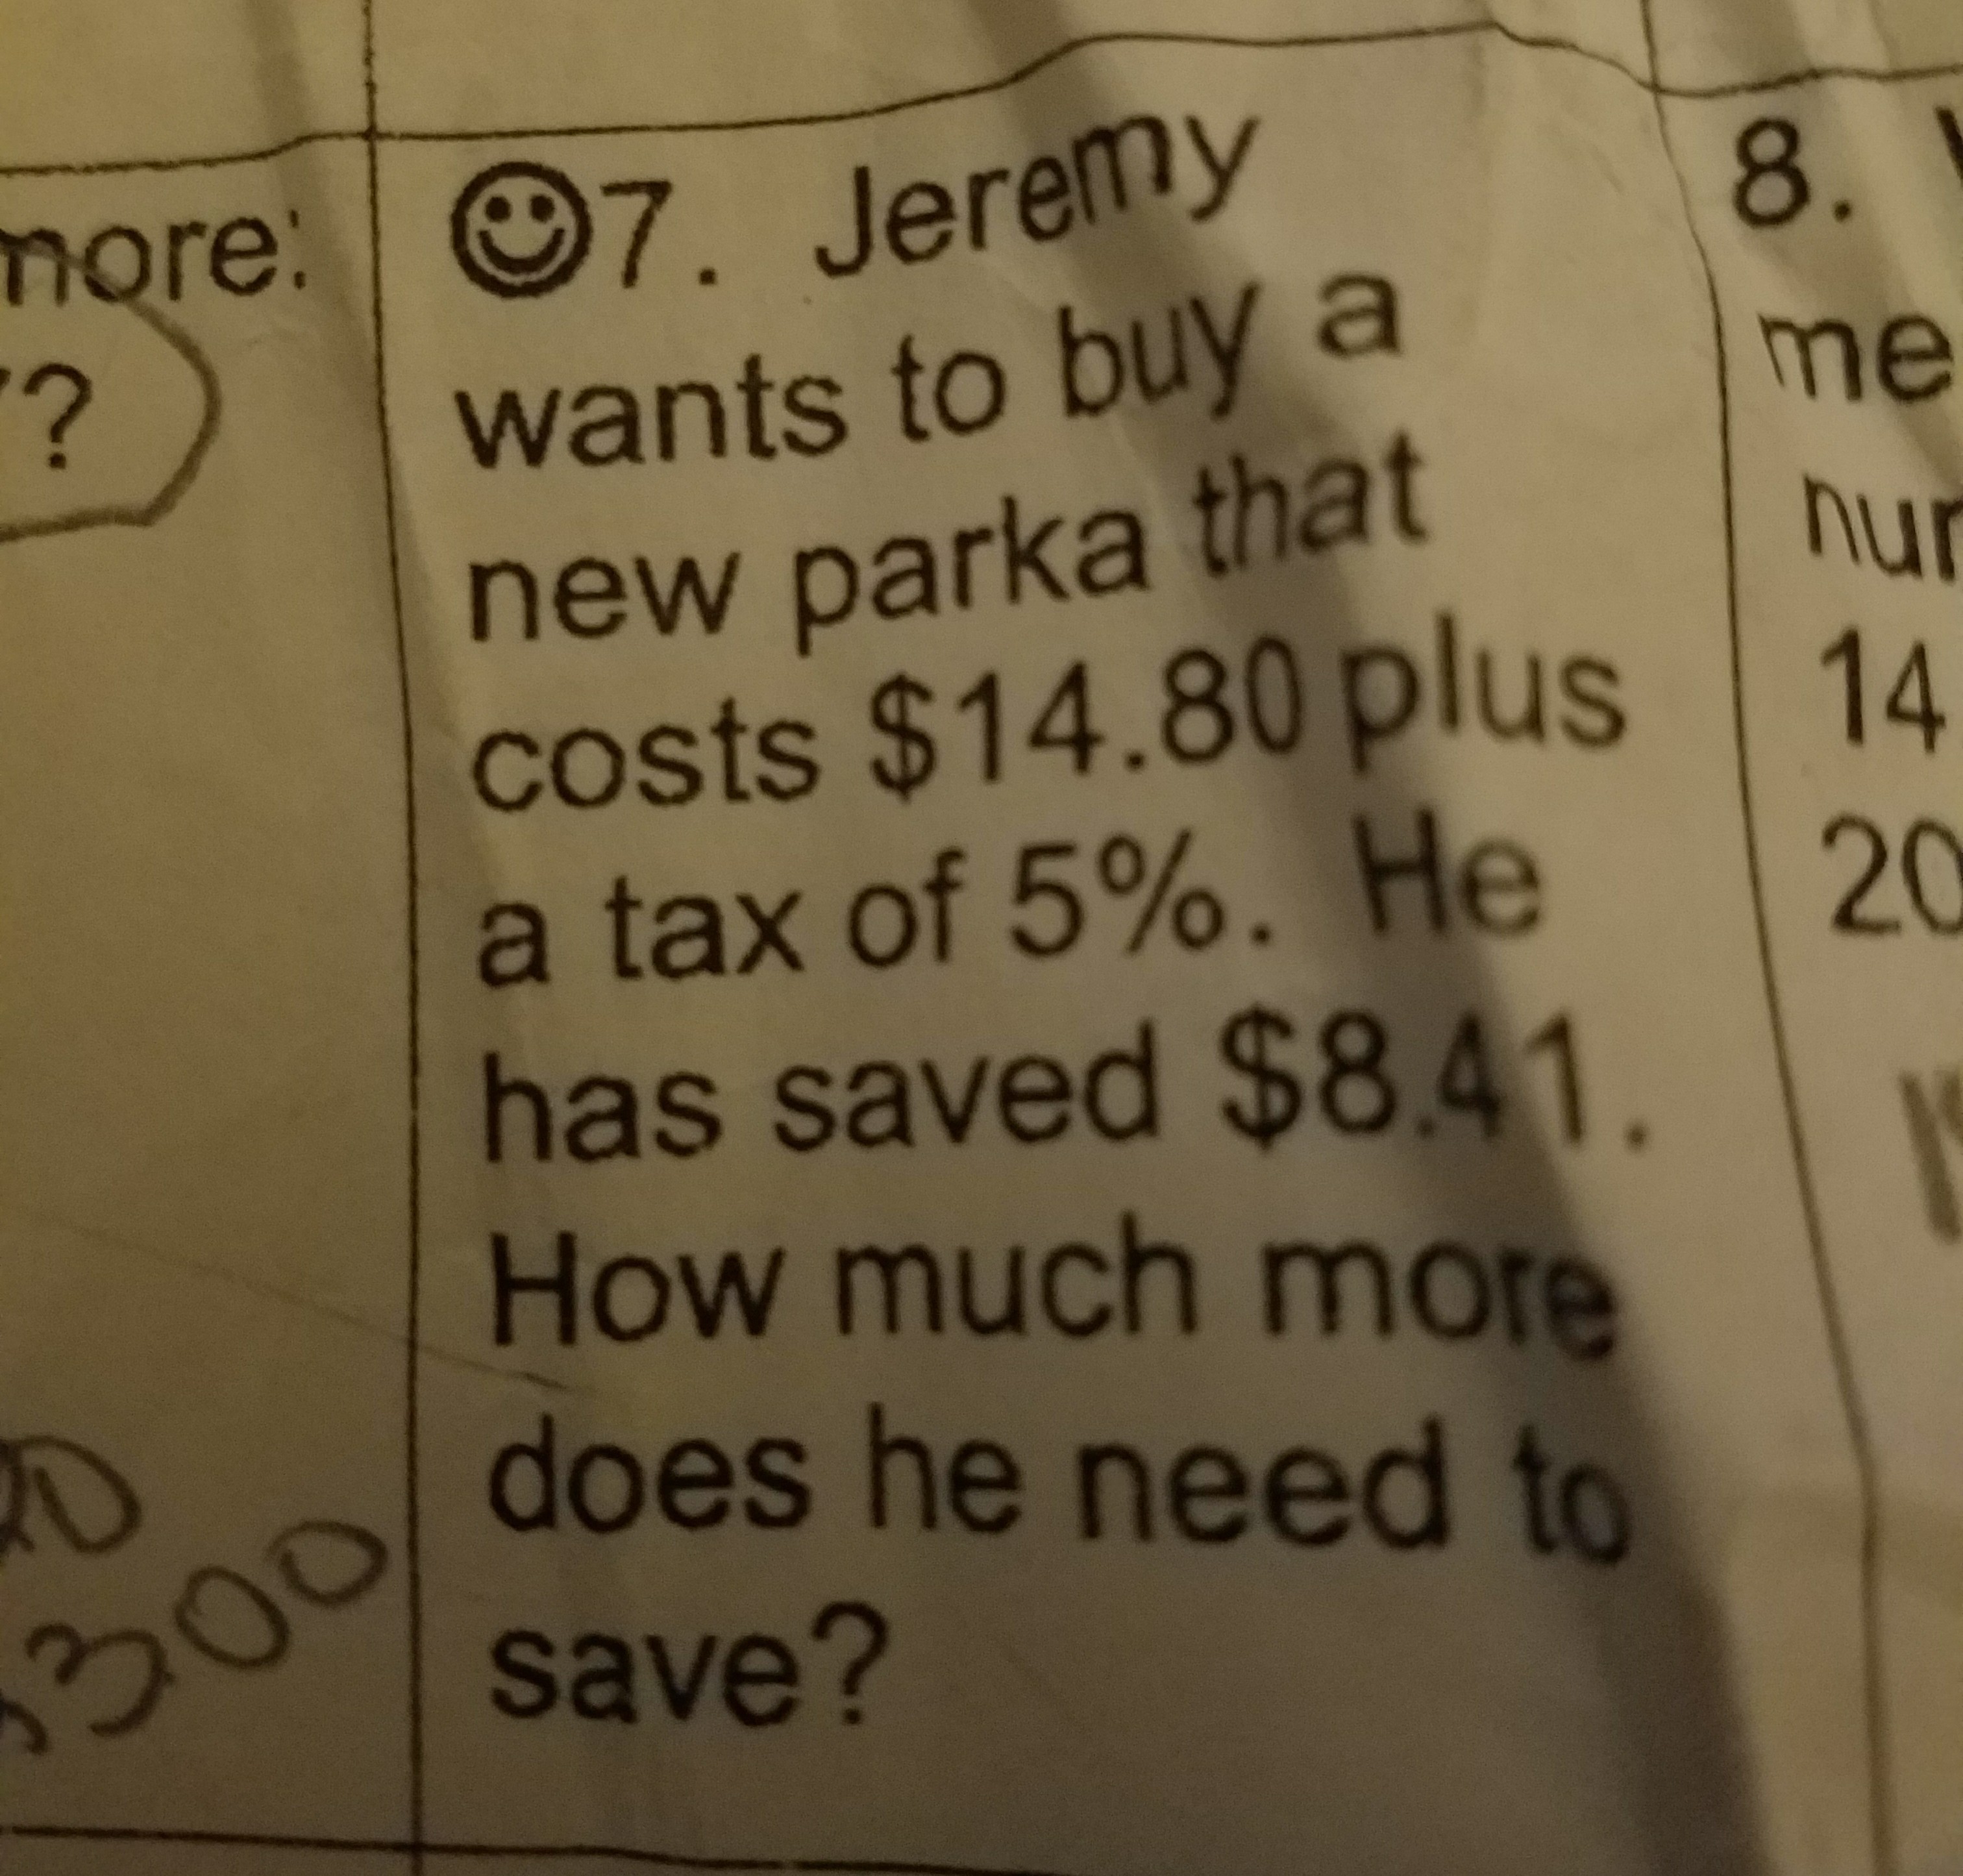 more:
?
☺7. Jeremy
wants to buy a
new parka that
costs $14.80 plus
a tax of 5%. He
has saved $8.41.
How much more
does he need to
save?
8.
me
14
20
300